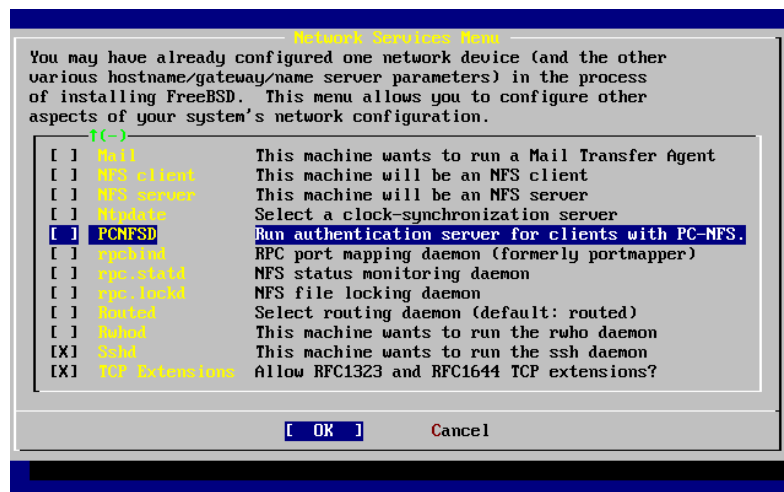 Network Services Menu
You may have already configured one network device (and the other
various hostname/gateway/name server parameters) in the process
of installing FreeBSD.  This menu allows you to configure other
aspects of your system's network configuration.
↑(-)
[ ] Mail This machine wants to run a Mail Transfer Agent
[ ] NFS client This machine will be an NFS client
[ ] NFS server This machine will be an NFS server
[ ] Ntpdate Select a clock-synchronization server
[ ] PCNFSD Run authentication server for clients with PC-NFS.
[ ] rpcbind RPC port mapping daemon (formerly portmapper)
[ ] rpc.statd NFS status monitoring daemon
[ ] rpc.lockd NFS file locking daemon
[ ] Routed Select routing daemon (default: routed)
[ ] Rwhod This machine wants to run the rwho daemon
[X] Sshd This machine wants to run the ssh daemon
[X] TCP Extensions Allow RFC1323 and RFC1644 TCP extensions?
[ OK ] Cancel